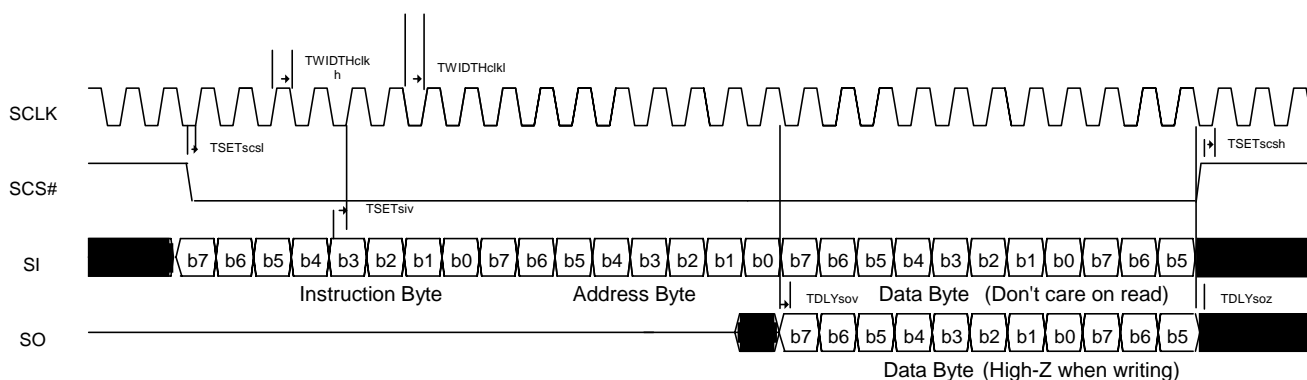 TWIDTHclk
h
TWIDTHclkl
SCLK
TSETscsl
TSETscsh
SCS#
TSETsiv
SI b7 b6 b5 b4 b3 b2 b1 b0 b7 b6 b5 b4 b3 b2 b1 b0 b7 b6 b5 b4 b3 b2 b1 b0 b7 b6 b5
Instruction Byte Address Byte Data Byte (Don't care on read)
TDLYsov TDLYsoz
SO b7 b6 b5 b4 b3 b2 b1 b0 b7 b6 b5
Data Byte (High-Z when writing)